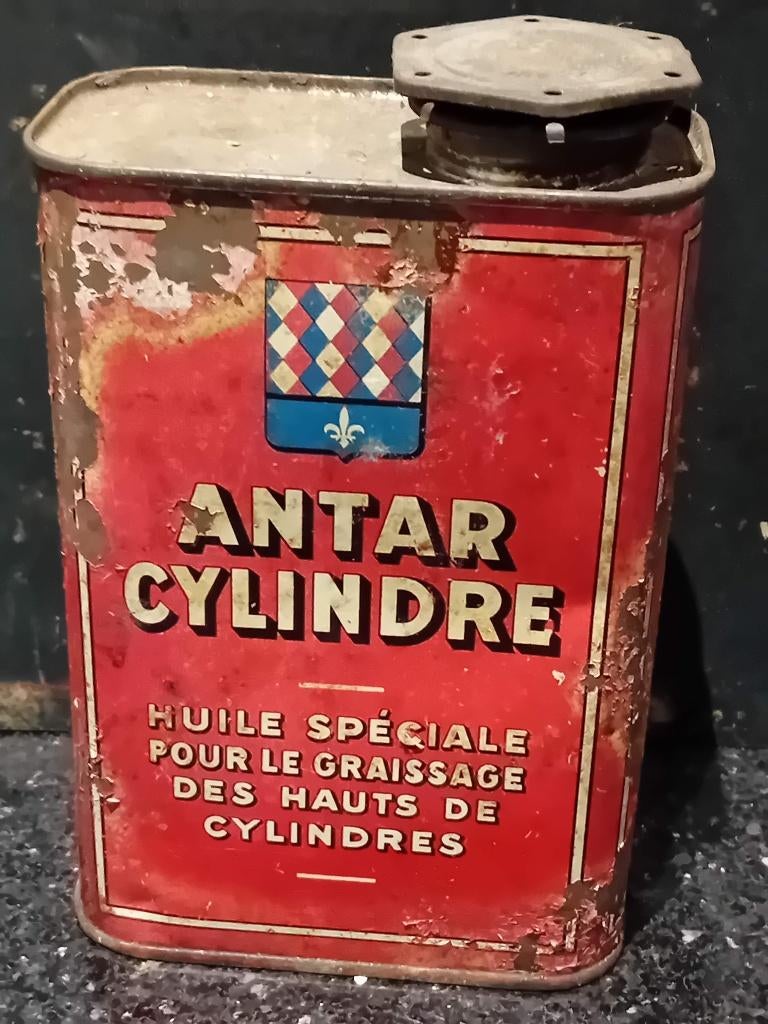 ANTAR
CYLINDRE
HUILE SPÉCIALE
POUR LE GRAISSAGE
DES HAUTS DE
CYLINDRES